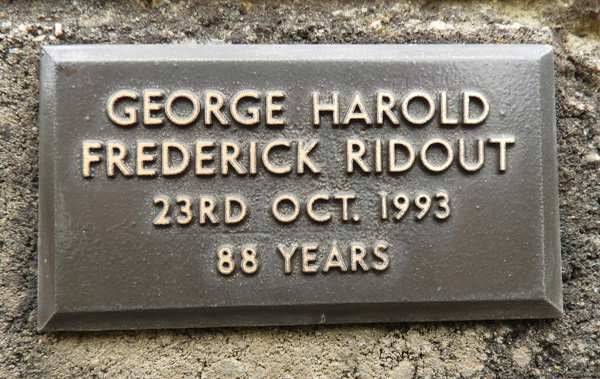 GEORGE HAROLD
FREDERICK RIDOUT
23RD OCT. 1993
88 YEARS